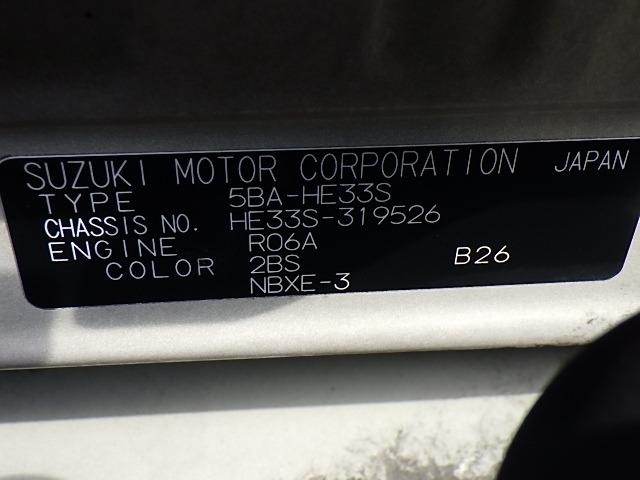 SUZUKI MOTOR CORPORATION JAPAN
TYPE 5BA-HE33S
CHASSIS NO. HE33S-319526
ENGINE R06A
COLOR 2BS B26
NBXE-3